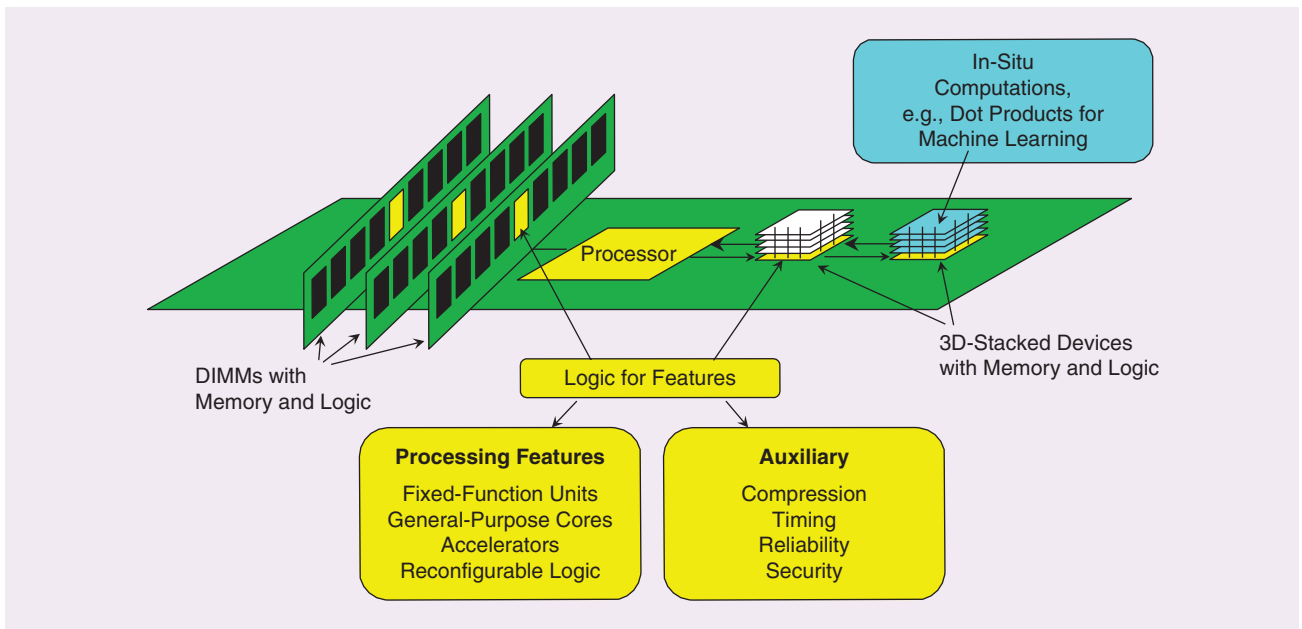 In-Situ
Computations,
e.g., Dot Products for
Machine Learning
Processor
DIMMs with
Memory and Logic
3D-Stacked Devices
with Memory and Logic
Logic for Features
Processing Features
Fixed-Function Units
General-Purpose Cores
Accelerators
Reconfigurable Logic
Auxiliary
Compression
Timing
Reliability
Security